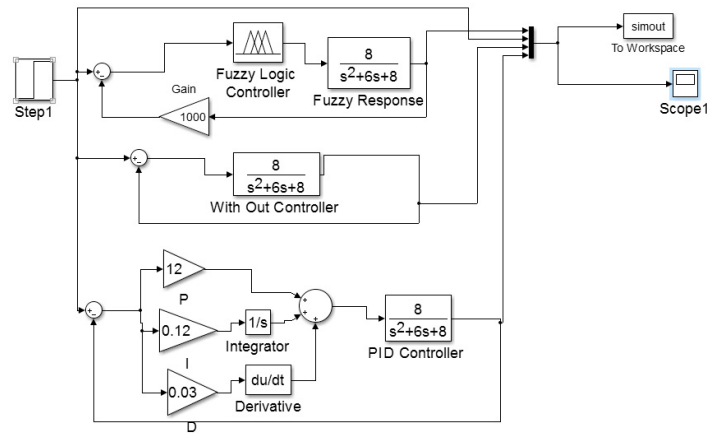 simout
To Workspace
Scope1
Step1
Fuzzy Logic
Controller
8
s²+6s+8
Fuzzy Response
Gain
1000
8
s²+6s+8
With Out Controller
12
P
0.12
I
1/s
Integrator
0.03
D
du/dt
Derivative
8
s²+6s+8
PID Controller